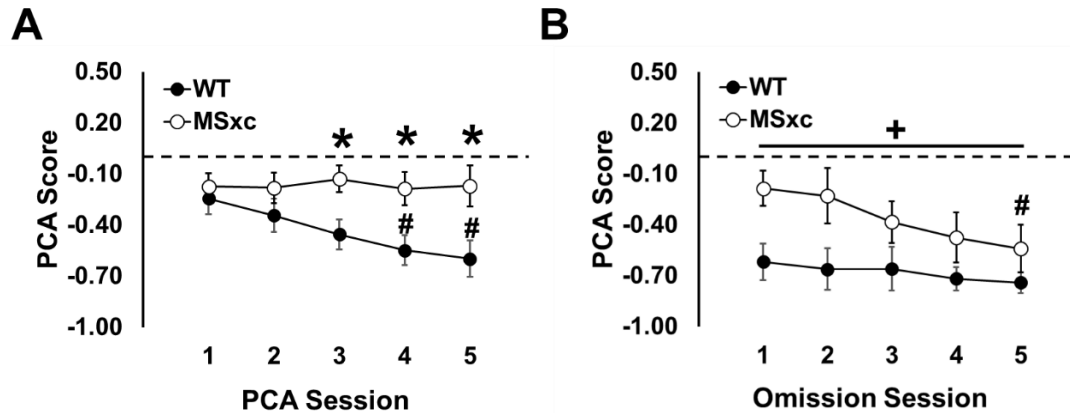 A
PCA Score
0.50
0.20
-0.10
-0.40
-0.70
-1.00
WT
MSxc
* * *
# #
1 2 3 4 5
PCA Session
B
PCA Score
0.50
0.20
-0.10
-0.40
-0.70
-1.00
WT
MSxc
+
#
1 2 3 4 5
Omission Session